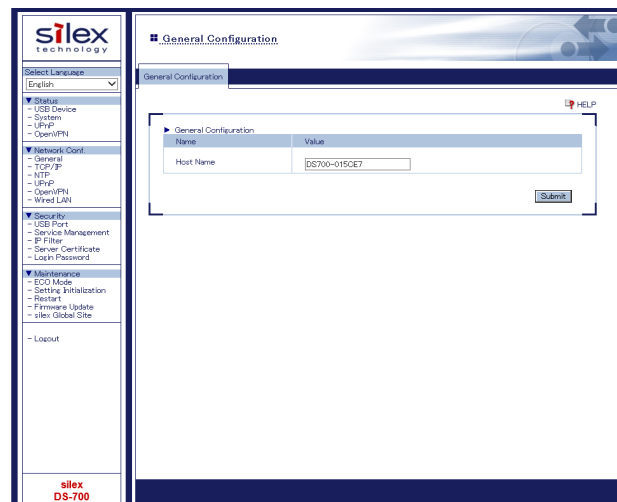 silex
technology
Select Language
English
▼ Status
- USB Device
- System
- UPnP
- OpenVPN
▼ Network Conf.
- General
- TCP/IP
- NTP
- UPnP
- OpenVPN
- Wired LAN
▼ Security
- USB Port
- Service Management
- IP Filter
- Server Certificate
- Login Password
▼ Maintenance
- ECO Mode
- Setting Initialization
- Restart
- Firmware Update
- silex Global Site
- Logout
silex
DS-700
General Configuration
General Configuration
HELP
► General Configuration
Name Value
Host Name DS700-015CE7
Submit